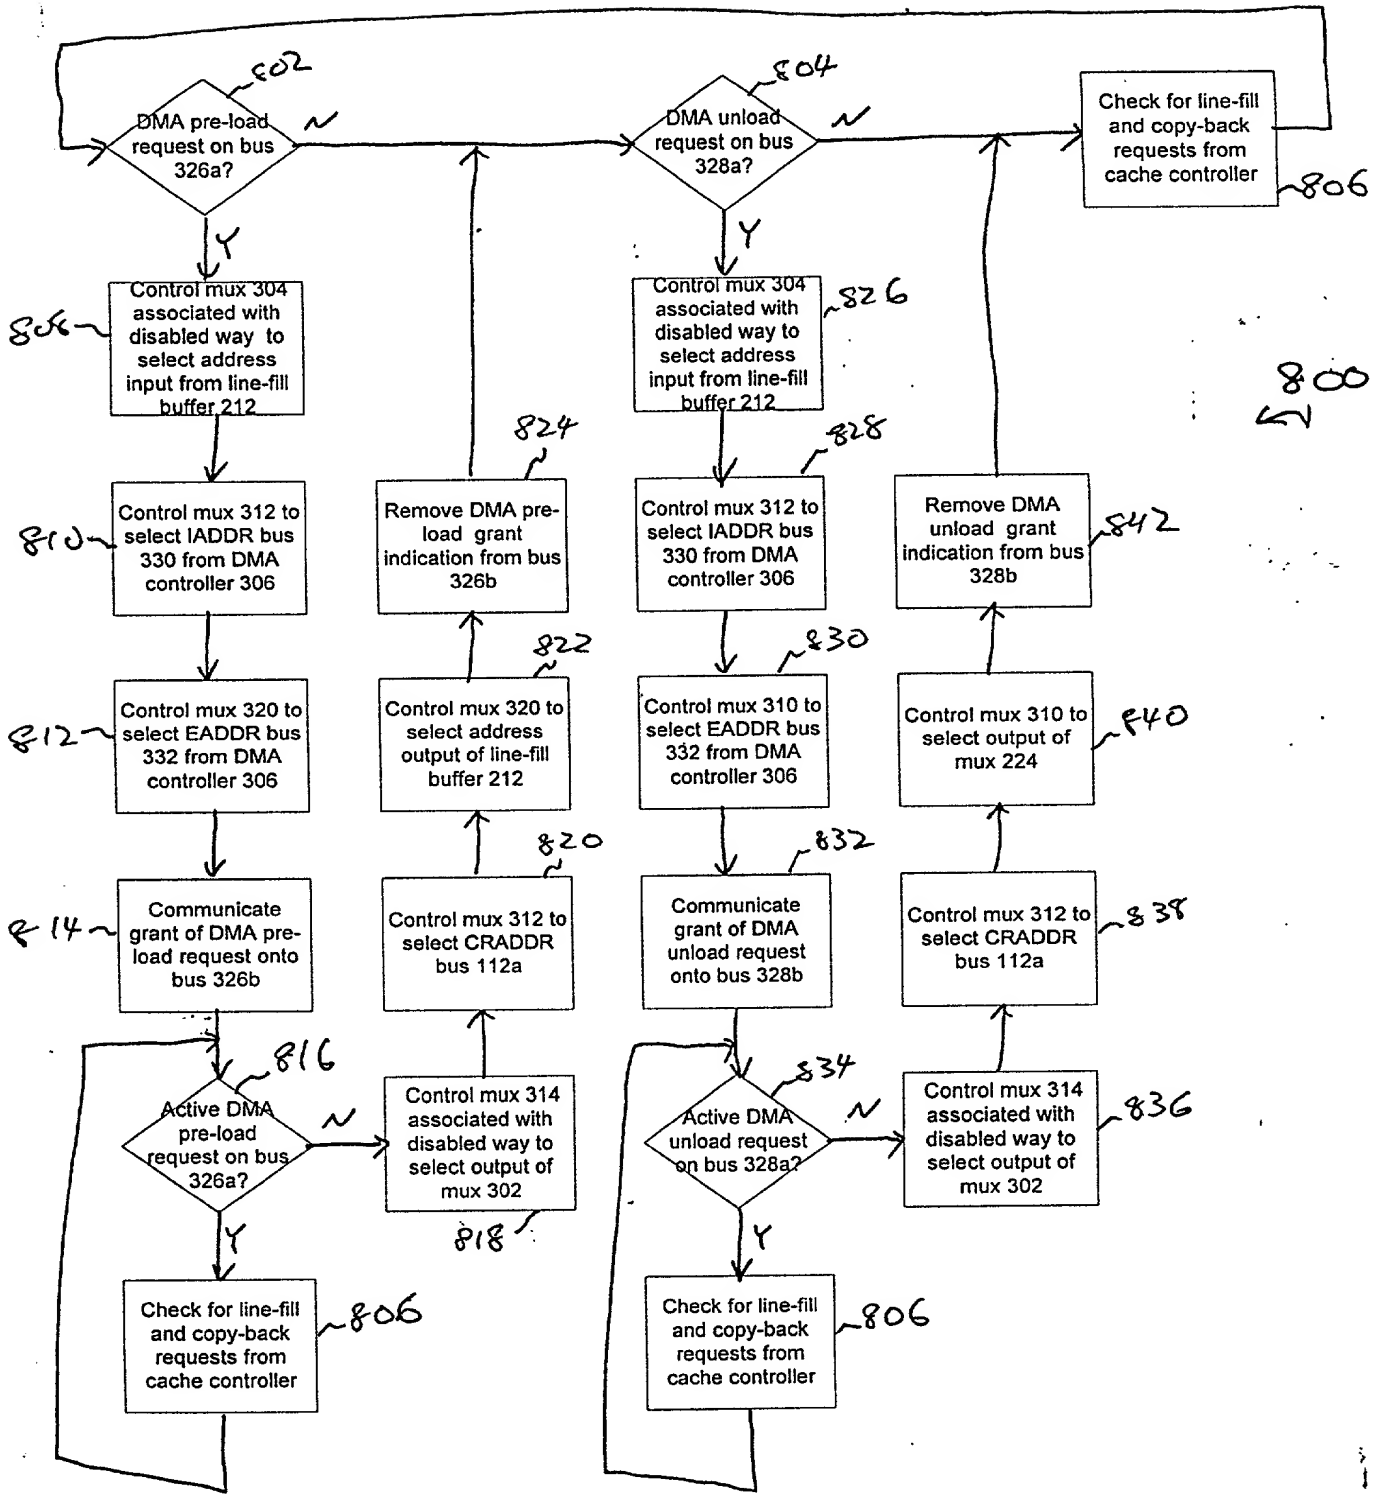 802
DMA pre-load
request on bus
326a?
N
Y
804
DMA unload
request on bus
328a?
N
Y
Check for line-fill
and copy-back
requests from
cache controller
806
800
808
Control mux 304
associated with
disabled way to
select address
input from line-fill
buffer 212
810
Control mux 312 to
select IADDR bus
330 from DMA
controller 306
812
Control mux 320 to
select EADDR bus
332 from DMA
controller 306
814
Communicate
grant of DMA pre-
load request onto
bus 326b
816
Active DMA
pre-load
request on bus
326a?
N
Y
Check for line-fill
and copy-back
requests from
cache controller
806
824
Remove DMA pre-
load grant
indication from bus
326b
822
Control mux 320 to
select address
output of line-fill
buffer 212
820
Control mux 312 to
select CRADDR
bus 112a
Control mux 314
associated with
disabled way to
select output of
mux 302
818
826
Control mux 304
associated with
disabled way to
select address
input from line-fill
buffer 212
828
Control mux 312 to
select IADDR bus
330 from DMA
controller 306
830
Control mux 310 to
select EADDR bus
332 from DMA
controller 306
832
Communicate
grant of DMA
unload request
onto bus 328b
834
Active DMA
unload request
on bus 328a?
N
Y
Check for line-fill
and copy-back
requests from
cache controller
806
Remove DMA
unload grant
indication from bus
328b
842
Control mux 310 to
select output of
mux 224
840
Control mux 312 to
select CRADDR
bus 112a
838
Control mux 314
associated with
disabled way to
select output of
mux 302
836